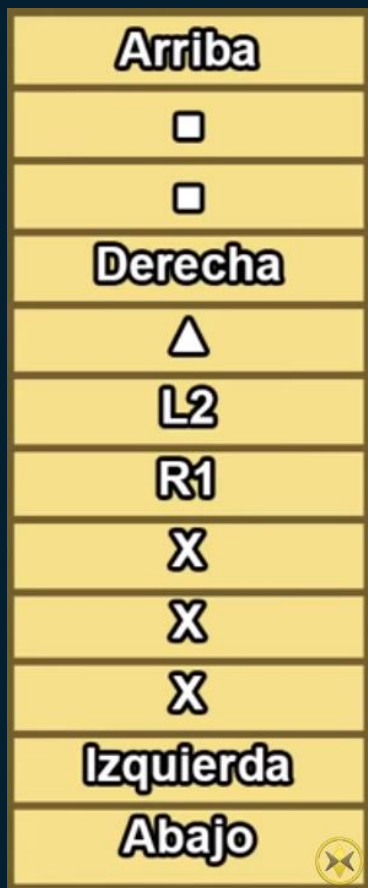 Arriba
□
□
Derecha
△
L2
R1
X
X
X
Izquierda
Abajo